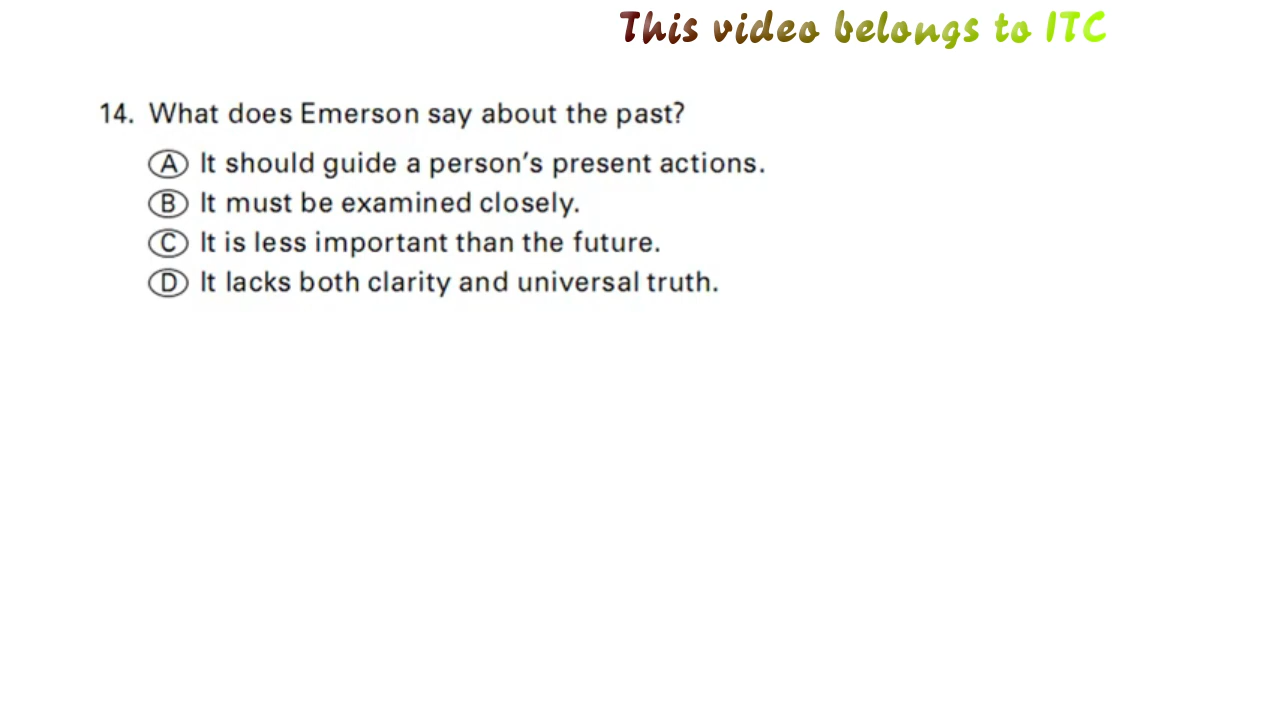 This video belongs to ITC
14. What does Emerson say about the past?
A It should guide a person's present actions.
B It must be examined closely.
C It is less important than the future.
D It lacks both clarity and universal truth.